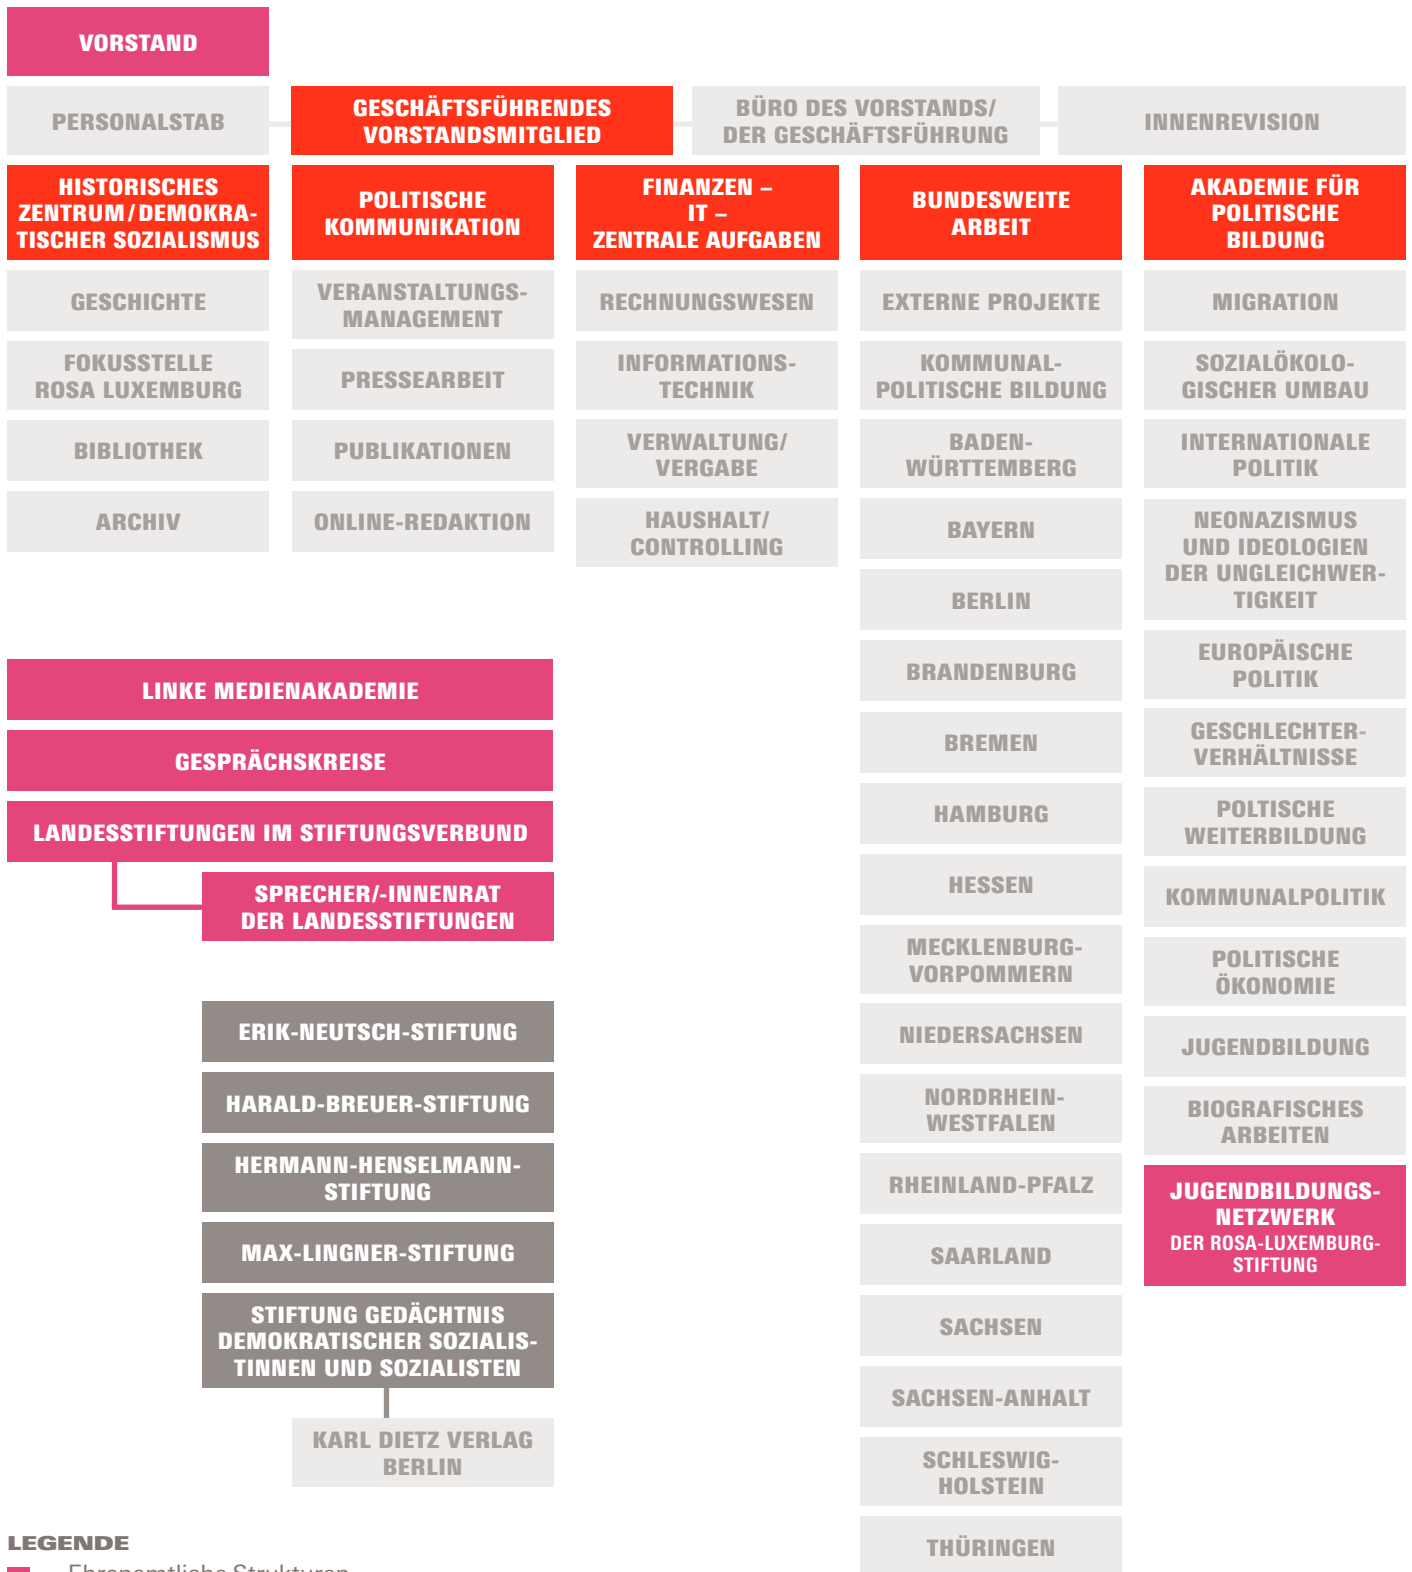 VORSTAND
PERSONALSTAB
GESCHÄFTSFÜHRENDES
VORSTANDSMITGLIED
BÜRO DES VORSTANDS/
DER GESCHÄFTSFÜHRUNG
INNENREVISION
HISTORISCHES
ZENTRUM/DEMOKRA-
TISCHER SOZIALISMUS
GESCHICHTE
FOKUSSTELLE
ROSA LUXEMBURG
BIBLIOTHEK
ARCHIV
POLITISCHE
KOMMUNIKATION
VERANSTALTUNGS-
MANAGEMENT
PRESSEARBEIT
PUBLIKATIONEN
ONLINE-REDAKTION
FINANZEN –
IT –
ZENTRALE AUFGABEN
RECHNUNGSWESEN
INFORMATIONS-
TECHNIK
VERWALTUNG/
VERGABE
HAUSHALT/
CONTROLLING
BUNDESWEITE
ARBEIT
EXTERNE PROJEKTE
KOMMUNAL-
POLITISCHE BILDUNG
BADEN-
WÜRTTEMBERG
BAYERN
BERLIN
BRANDENBURG
BREMEN
HAMBURG
HESSEN
MECKLENBURG-
VORPOMMERN
NIEDERSACHSEN
NORDRHEIN-
WESTFALEN
RHEINLAND-PFALZ
SAARLAND
SACHSEN
SACHSEN-ANHALT
SCHLESWIG-
HOLSTEIN
THÜRINGEN
AKADEMIE FÜR
POLITISCHE
BILDUNG
MIGRATION
SOZIALÖKOLO-
GISCHER UMBAU
INTERNATIONALE
POLITIK
NEONAZISMUS
UND IDEOLOGIEN
DER UNGLEICHWER-
TIGKEIT
EUROPÄISCHE
POLITIK
GESCHLECHTER-
VERHÄLTNISSE
POLTISCHE
WEITERBILDUNG
KOMMUNALPOLITIK
POLITISCHE
ÖKONOMIE
JUGENDBILDUNG
BIOGRAFISCHES
ARBEITEN
JUGENDBILDUNGS-
NETZWERK
DER ROSA-LUXEMBURG-
STIFTUNG
LINKE MEDIENAKADEMIE
GESPRÄCHSKREISE
LANDESSTIFTUNGEN IM STIFTUNGSVERBUND
SPRECHER/-INNENRAT
DER LANDESSTIFTUNGEN
ERIK-NEUTSCH-STIFTUNG
HARALD-BREUER-STIFTUNG
HERMANN-HENSELMANN-
STIFTUNG
MAX-LINGNER-STIFTUNG
STIFTUNG GEDÄCHTNIS
DEMOKRATISCHER SOZIALIS-
TINNEN UND SOZIALISTEN
KARL DIETZ VERLAG
BERLIN
LEGENDE
Ehrenamtliche Strukturen